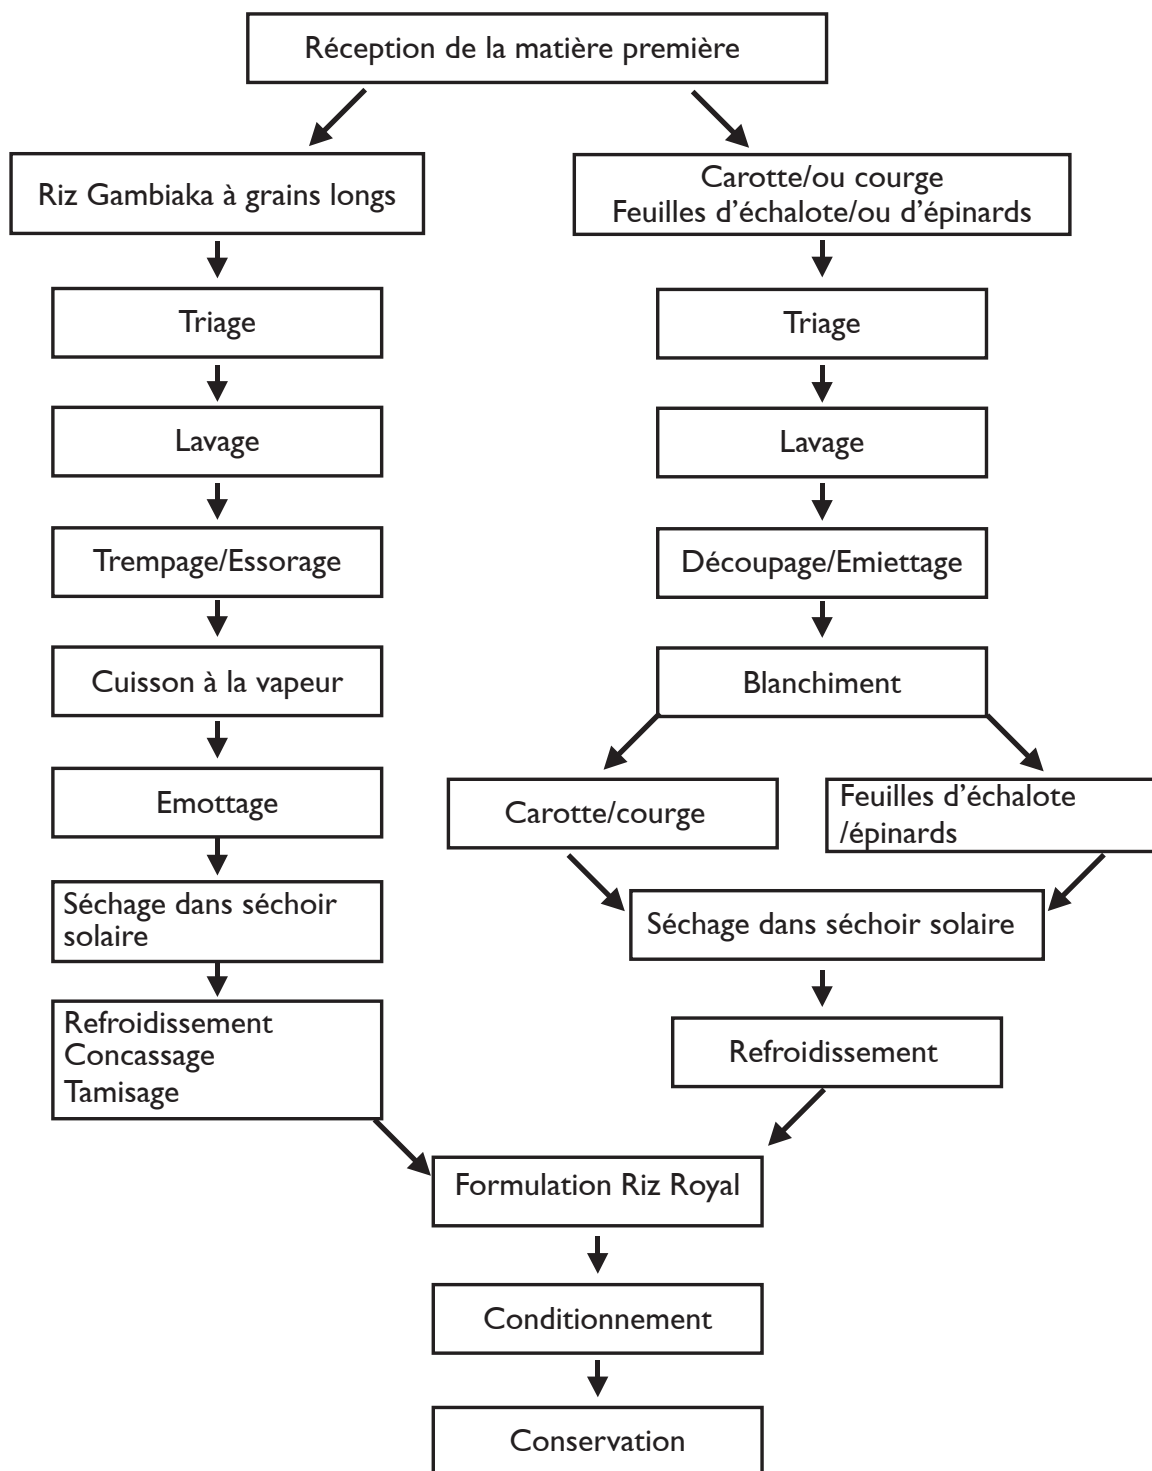 Réception de la matière première
Riz Gambiaka à grains longs
Carotte/ou courge
Feuilles d'échalote/ou d'épinards
Triage
Triage
Lavage
Lavage
Trempage/Essorage
Découpage/Emiettage
Cuisson à la vapeur
Blanchiment
Emottage
Carotte/courge
Feuilles d'échalote
/épinards
Séchage dans séchoir
solaire
Séchage dans séchoir solaire
Refroidissement
Concassage
Tamisage
Refroidissement
Formulation Riz Royal
Conditionnement
Conservation